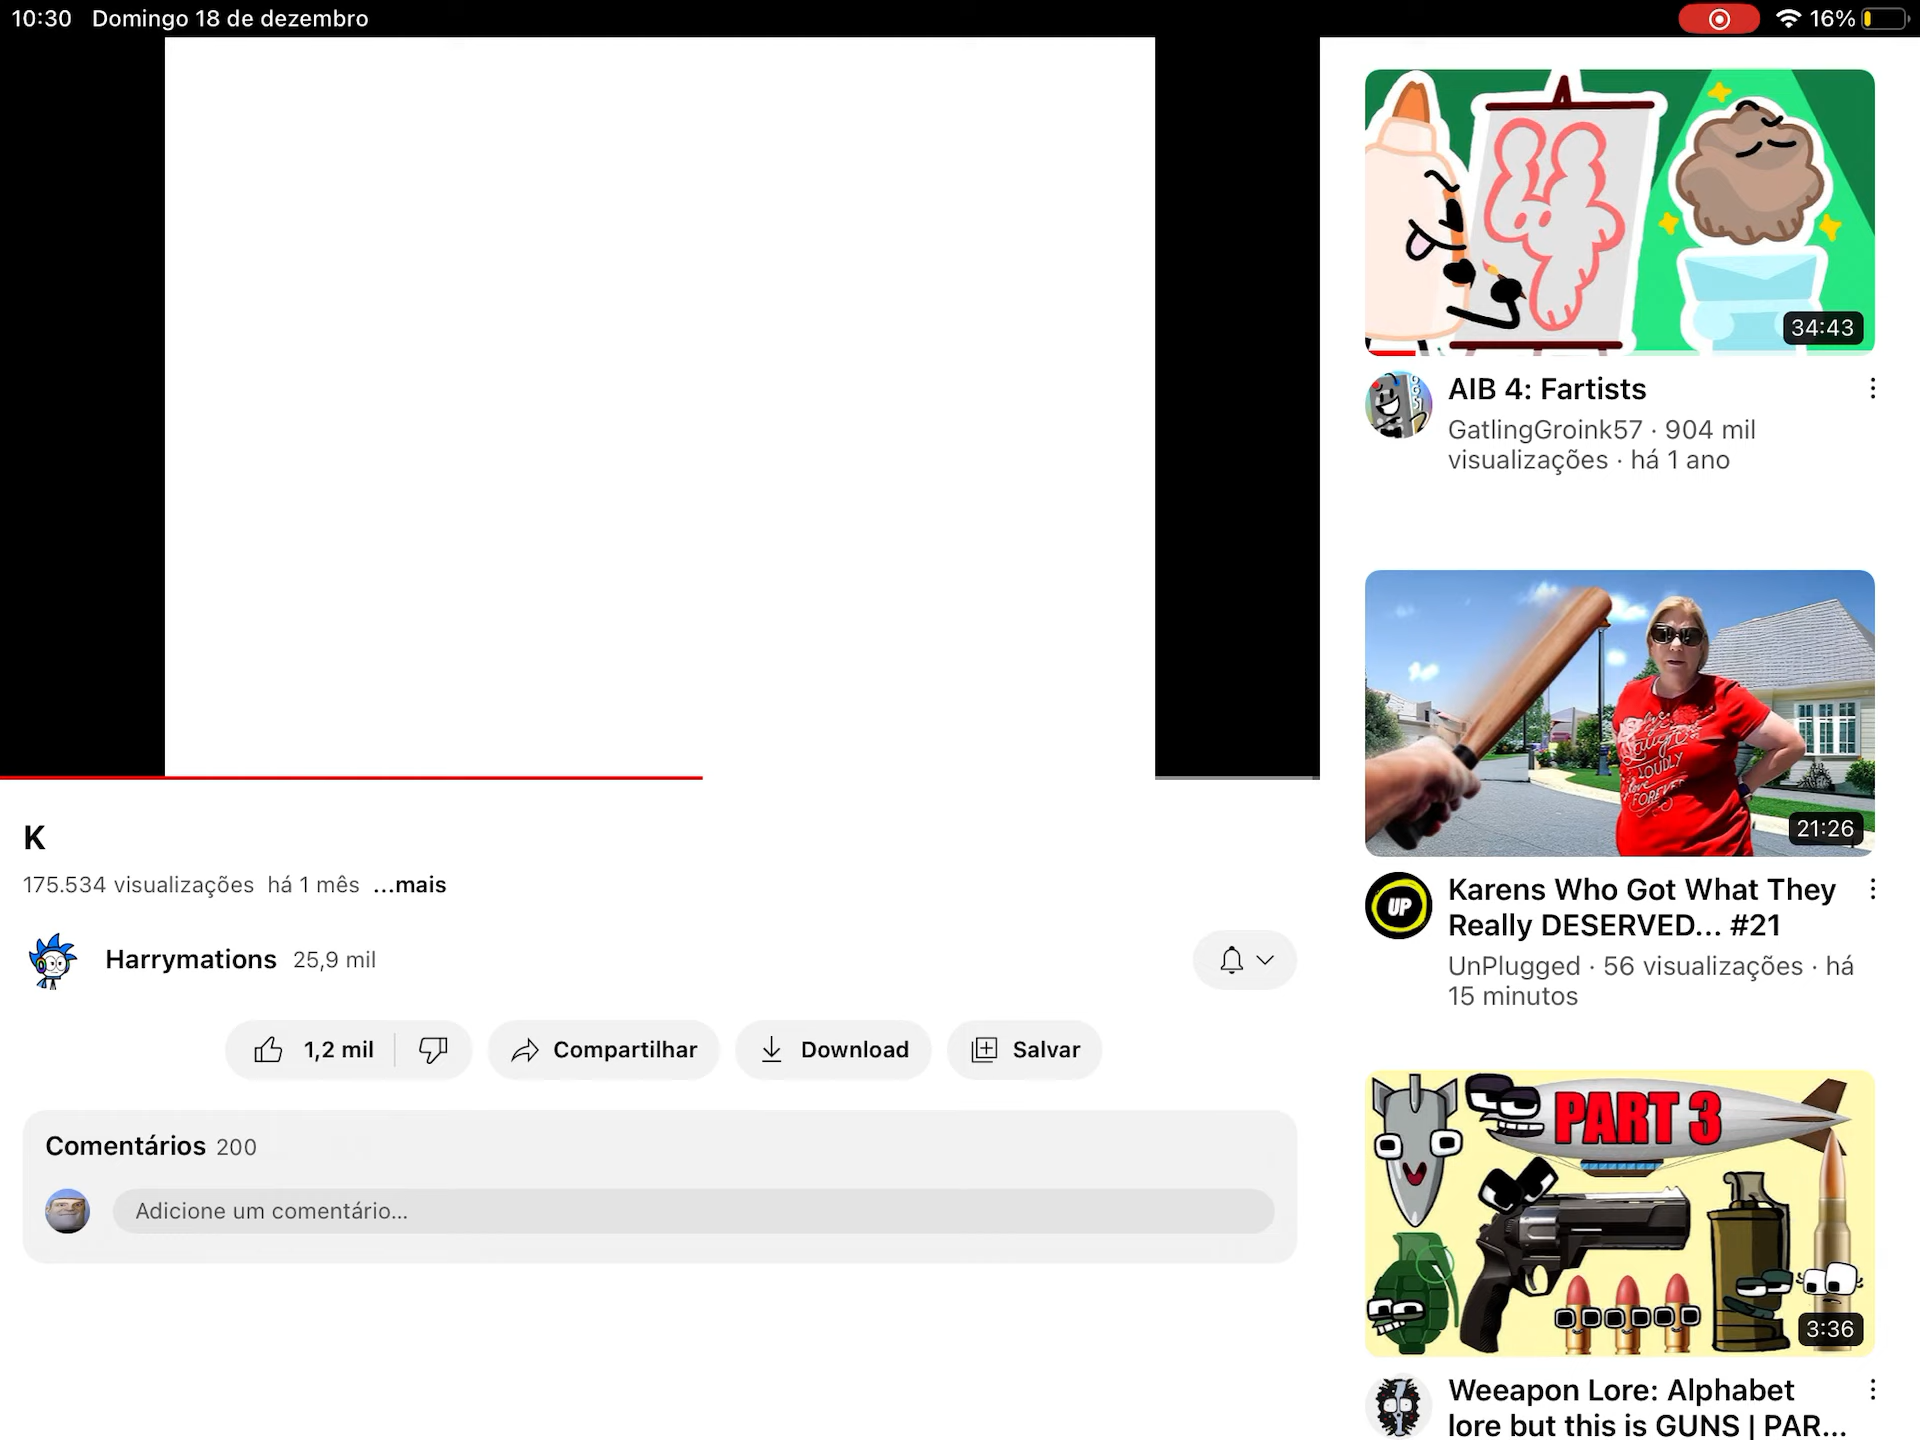 10:30 Domingo 18 de dezembro
16%
K
175.534 visualizações há 1 mês ...mais
Harrymations 25,9 mil
1,2 mil
Compartilhar
Download
Salvar
Comentários 200
Adicione um comentário...
34:43
AIB 4: Fartists
GatlingGroink57 · 904 mil
visualizações · há 1 ano
LOUDLY
FOREVER
21:26
UP
Karens Who Got What They
Really DESERVED... #21
UnPlugged · 56 visualizações · há
15 minutos
PART 3
3:36
Weeapon Lore: Alphabet
lore but this is GUNS | PAR...